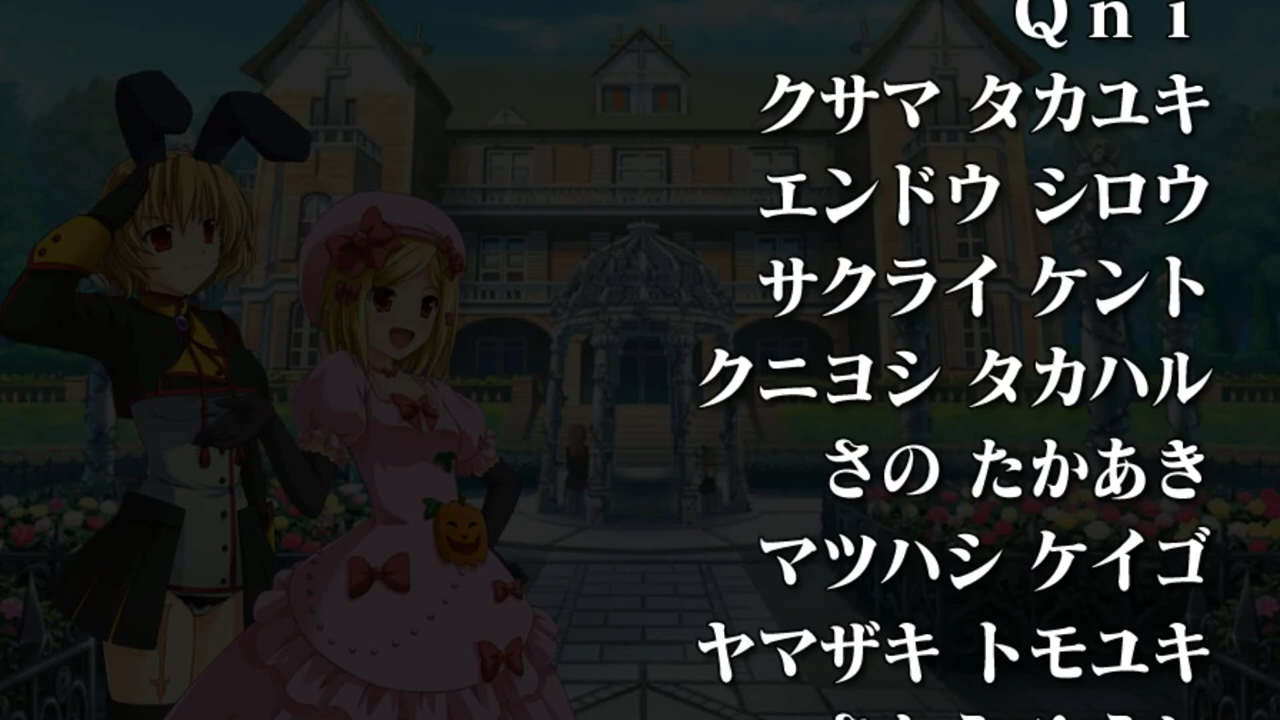 Ｑｎｉ
クサマ タカユキ
エンドウ シロウ
サクライ ケント
クニヨシ タカハル
さの たかあき
マツハシ ケイゴ
ヤマザキ トモユキ